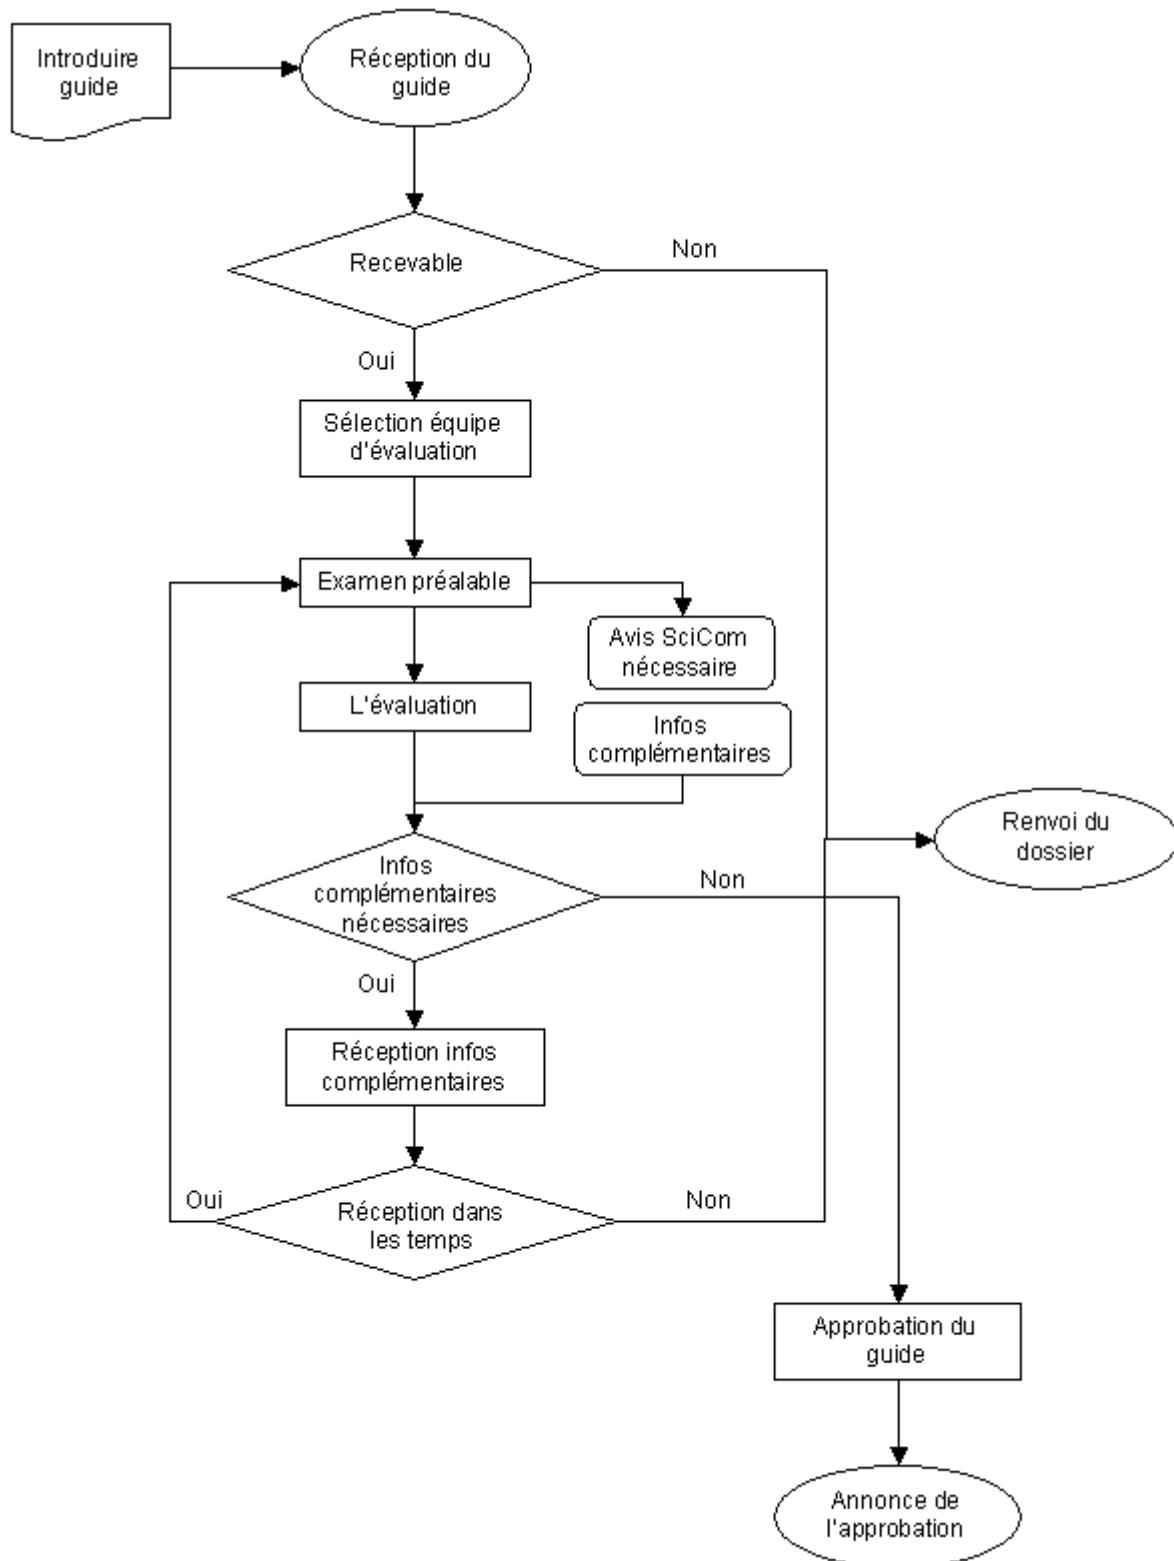 Introduire
guide
Réception du
guide
Recevable
Non
Oui
Sélection équipe
d'évaluation
Examen préalable
Avis SciCom
nécessaire
L'évaluation
Infos
complémentaires
Renvoi du
dossier
Infos
complémentaires
nécessaires
Non
Oui
Réception infos
complémentaires
Oui
Réception dans
les temps
Non
Approbation du
guide
Annonce de
l'approbation